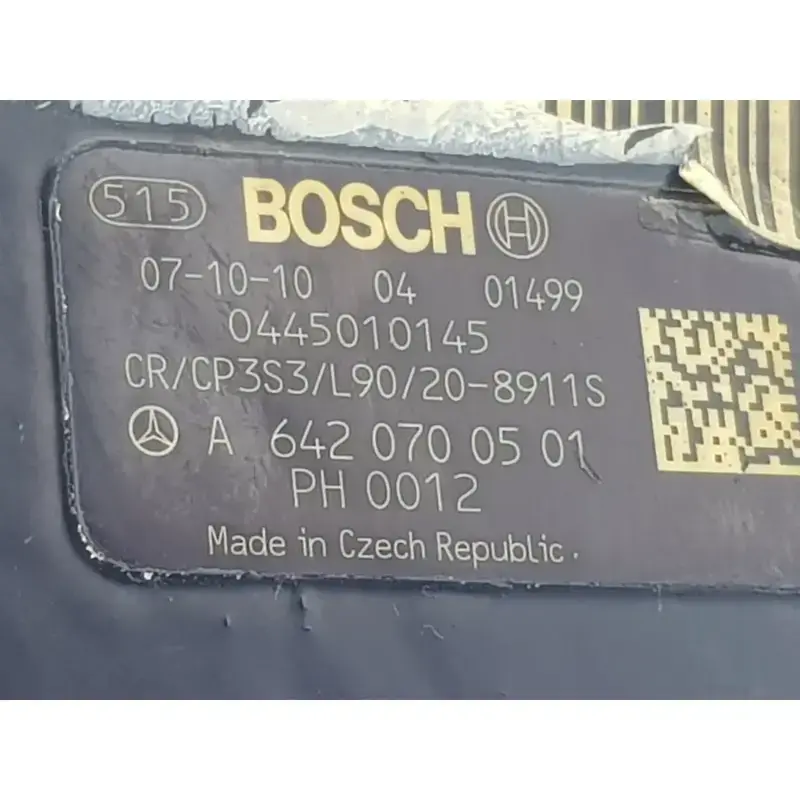 515 BOSCH
07-10-10 04 01499
0445010145
CR/CP3S3/L90/20-8911S
A 642 070 05 01
PH 0012
Made in Czech Republic.